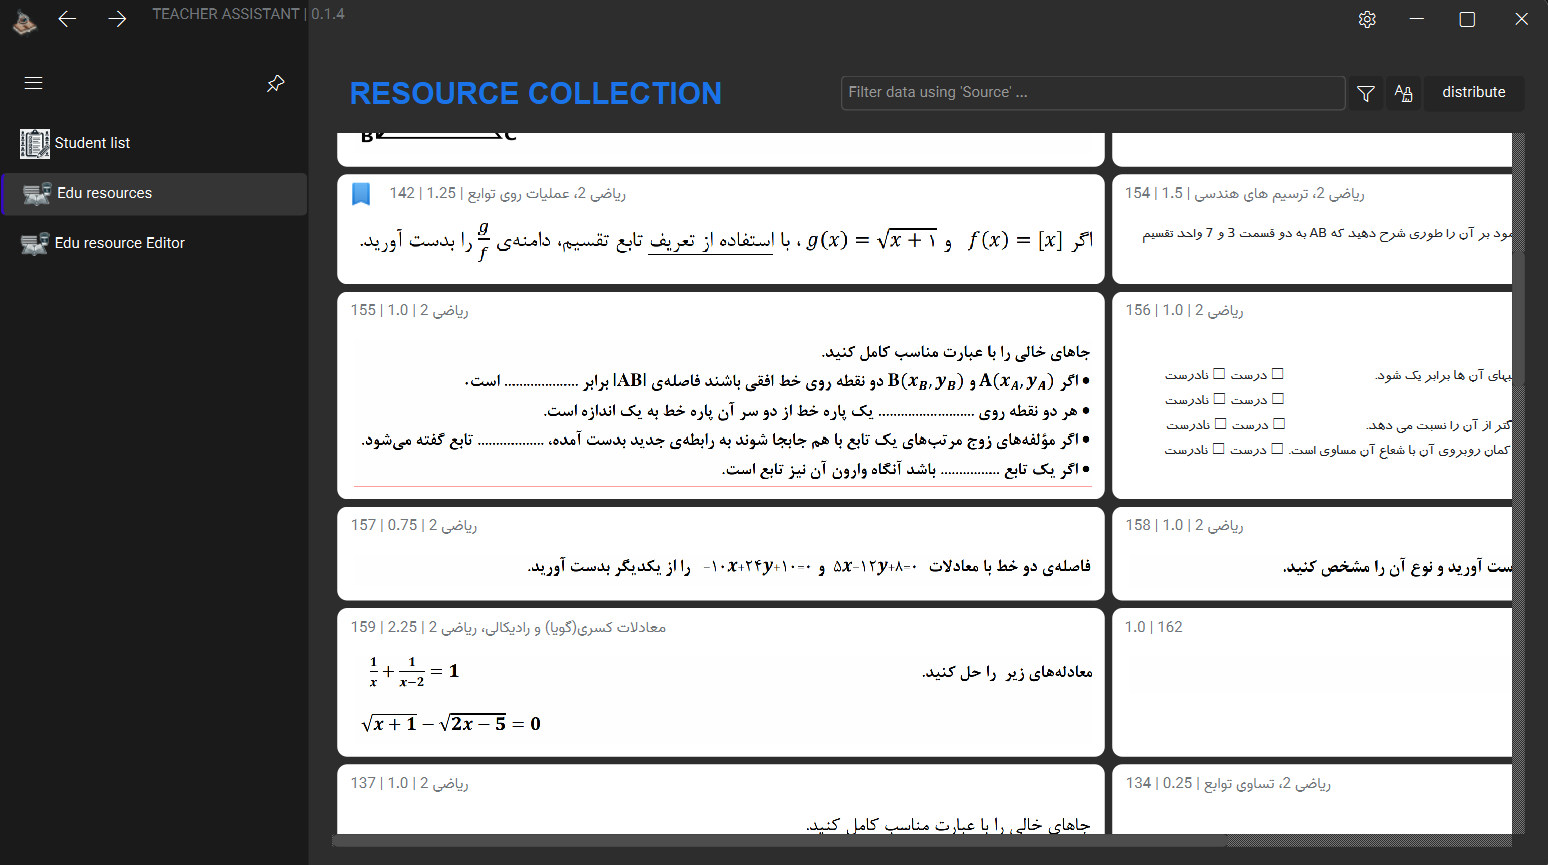 TEACHER ASSISTANT | 0.1.4
Student list
Edu resources
Edu resource Editor
RESOURCE COLLECTION
Filter data using 'Source' ...
distribute
B C
142 | 1.25 | ریاضی 2، عملیات روی توابع
اگر f(x) = [x] و g(x) = √(x + ۱) ، با استفاده از تعریف تابع تقسیم، دامنه‌ی g/f را بدست آورید.
154 | 1.5 | ریاضی 2، ترسیم های هندسی
مود بر آن را طوری شرح دهید که AB به دو قسمت 3 و 7 واحد تقسیم
155 | 1.0 | ریاضی 2
جاهای خالی را با عبارت مناسب کامل کنید.
• اگر A(x_A, y_A) و B(x_B, y_B) دو نقطه روی خط افقی باشند فاصله‌ی |AB| برابر .................... است.
• هر دو نقطه روی .......................... یک پاره خط از دو سر آن پاره خط به یک اندازه است.
• اگر مؤلفه‌های زوج مرتب‌های یک تابع با هم جابجا شوند به رابطه‌ی جدید بدست آمده، .................. تابع گفته می‌شود.
• اگر یک تابع ................ باشد آنگاه وارون آن نیز تابع است.
156 | 1.0 | ریاضی 2
یبهای آن ها برابر یک شود. ☐ درست ☐ نادرست
☐ درست ☐ نادرست
کتر از آن را نسبت می دهد. ☐ درست ☐ نادرست
کمان روبروی آن با شعاع آن مساوی است. ☐ درست ☐ نادرست
157 | 0.75 | ریاضی 2
فاصله‌ی دو خط با معادلات ۵x-۱۲y+۸=۰ و -۱۰x+۲۴y+۱۰=۰ را از یکدیگر بدست آورید.
158 | 1.0 | ریاضی 2
ست آورید و نوع آن را مشخص کنید.
159 | 2.25 | معادلات کسری(گویا) و رادیکالی، ریاضی 2
معادله‌های زیر را حل کنید.
1/x + 1/(x−2) = 1
√(x + 1) − √(2x − 5) = 0
1.0 | 162
137 | 1.0 | ریاضی 2
جاهای خالی را با عبارت مناسب کامل کنید.
134 | 0.25 | ریاضی 2، تساوی توابع